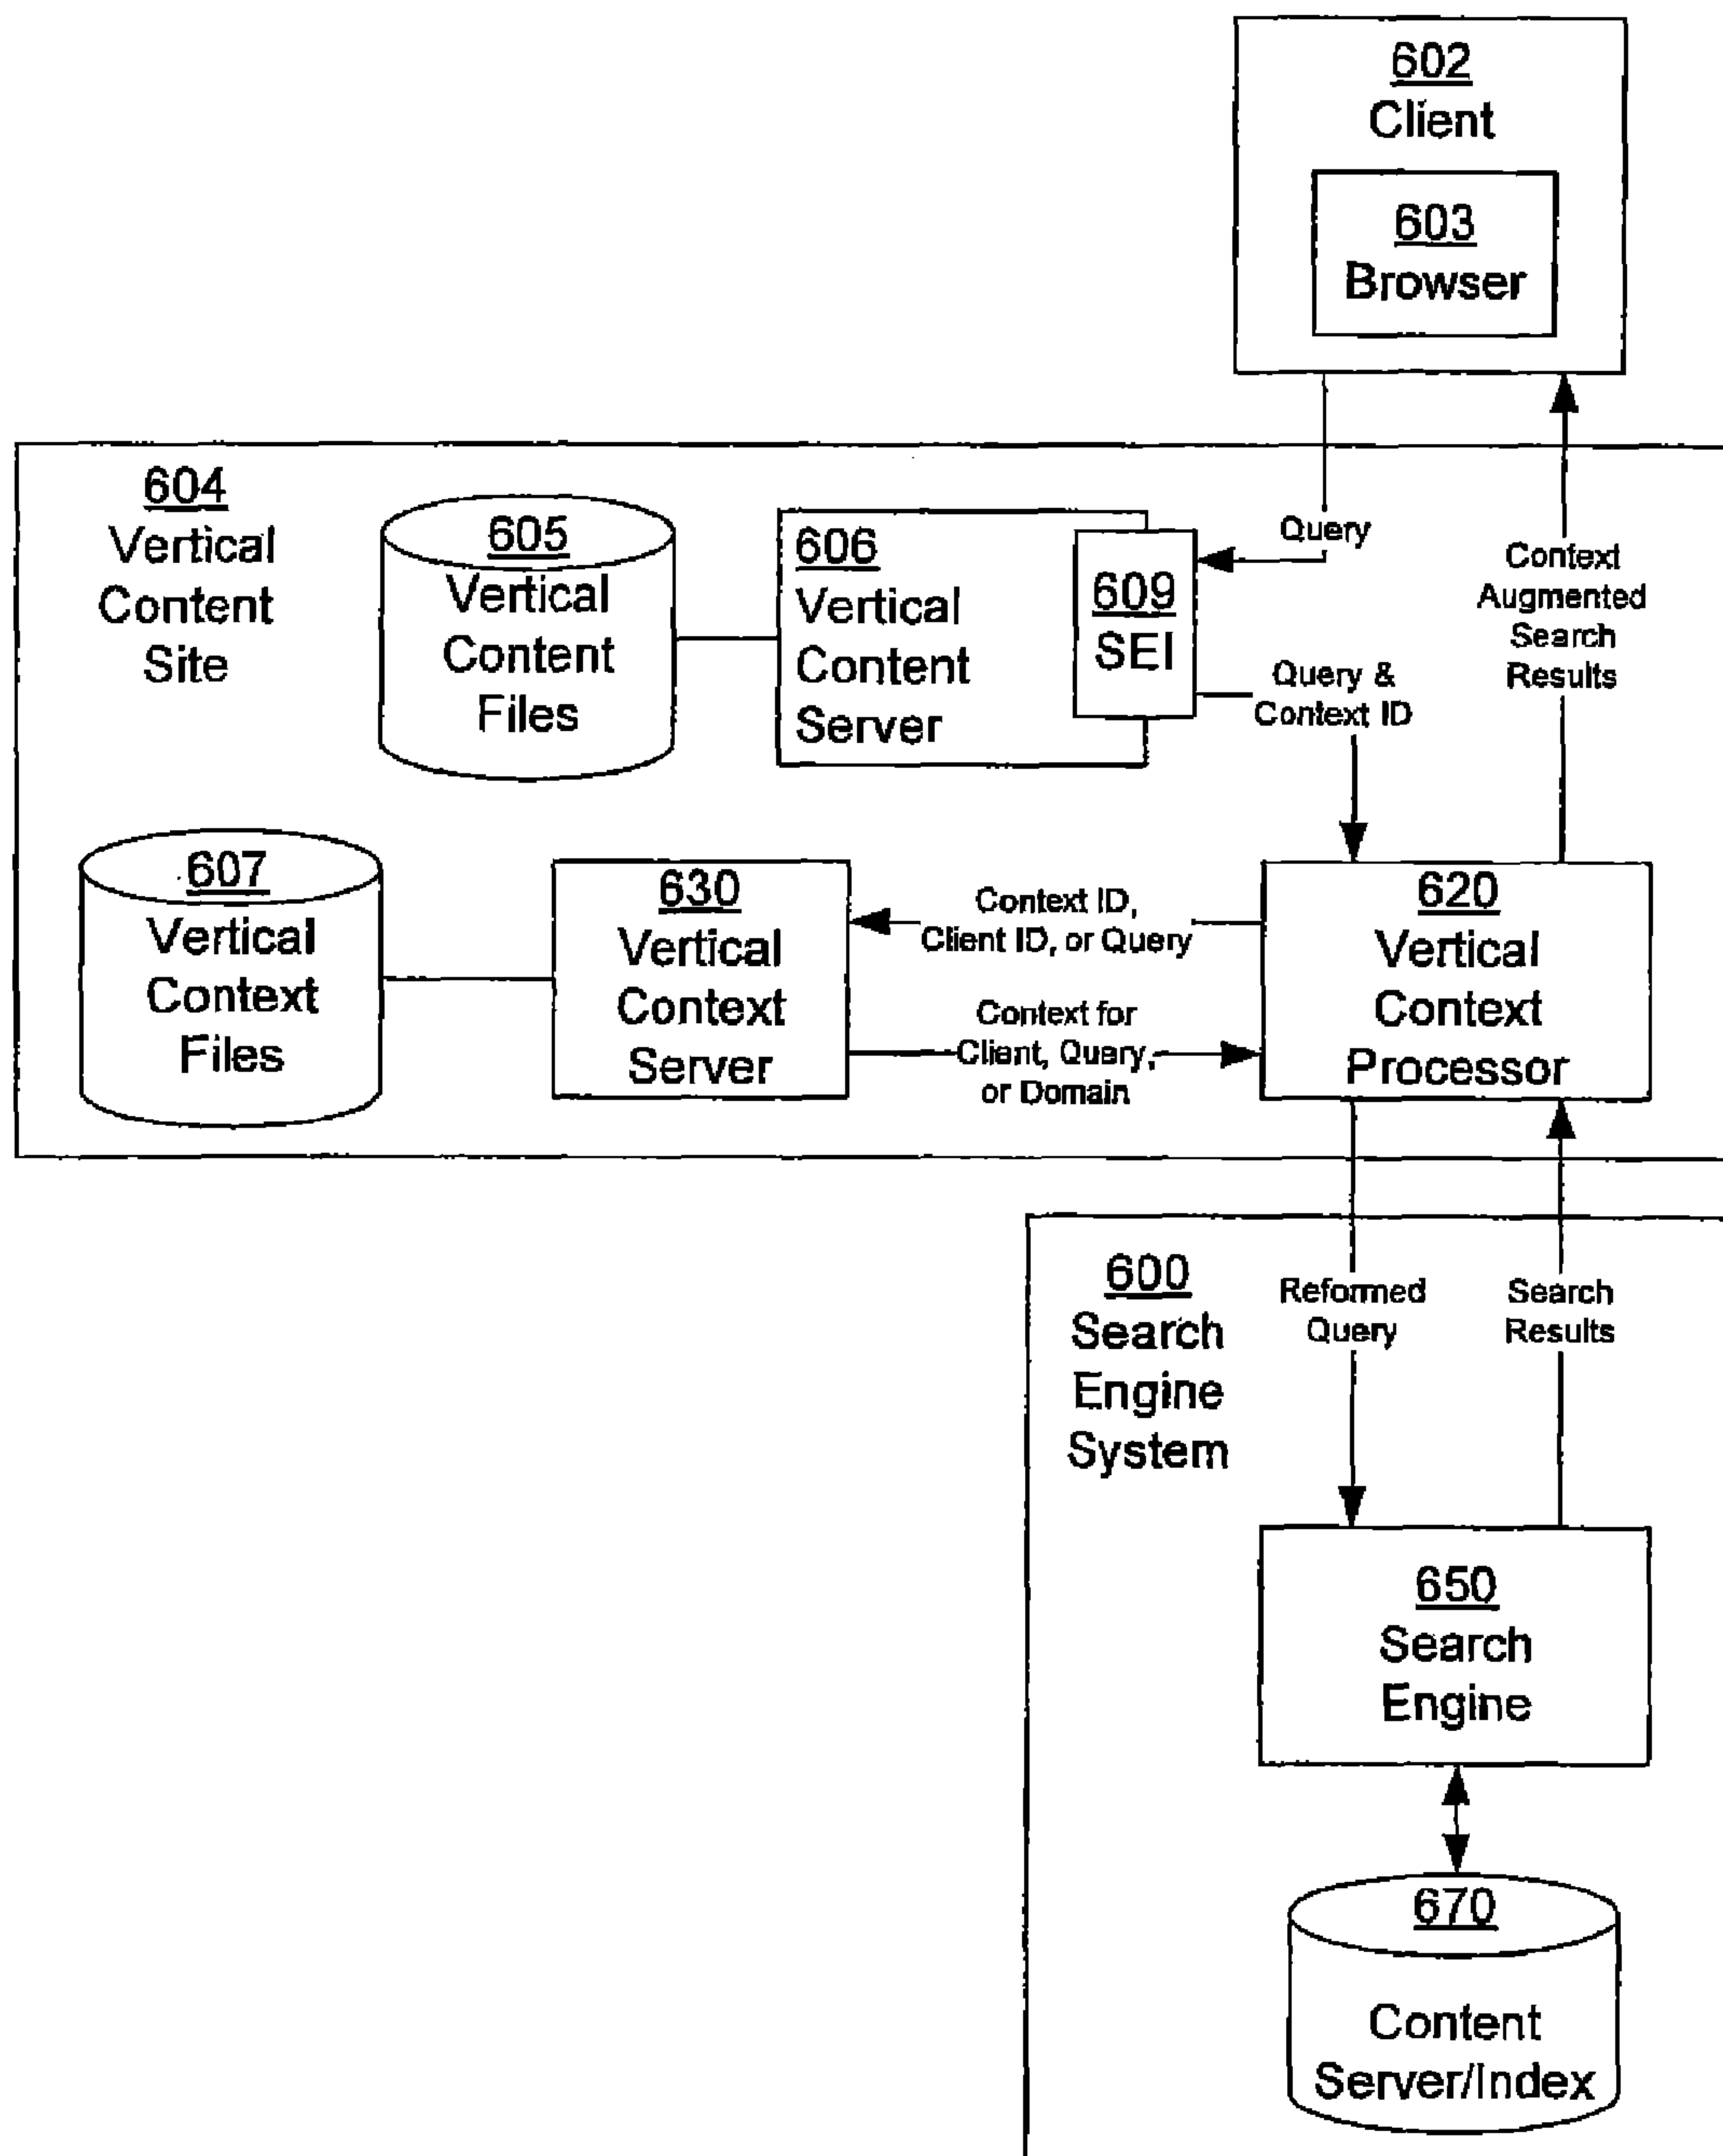 602
Client
603
Browser
604
Vertical
Content
Site
605
Vertical
Content
Files
606
Vertical
Content
Server
609
SEI
Query
Query &
Context ID
Context
Augmented
Search
Results
607
Vertical
Context
Files
630
Vertical
Context
Server
Context ID,
Client ID, or Query
Context for
Client, Query,
or Domain
620
Vertical
Context
Processor
600
Search
Engine
System
Reformed
Query
Search
Results
650
Search
Engine
670
Content
Server/Index